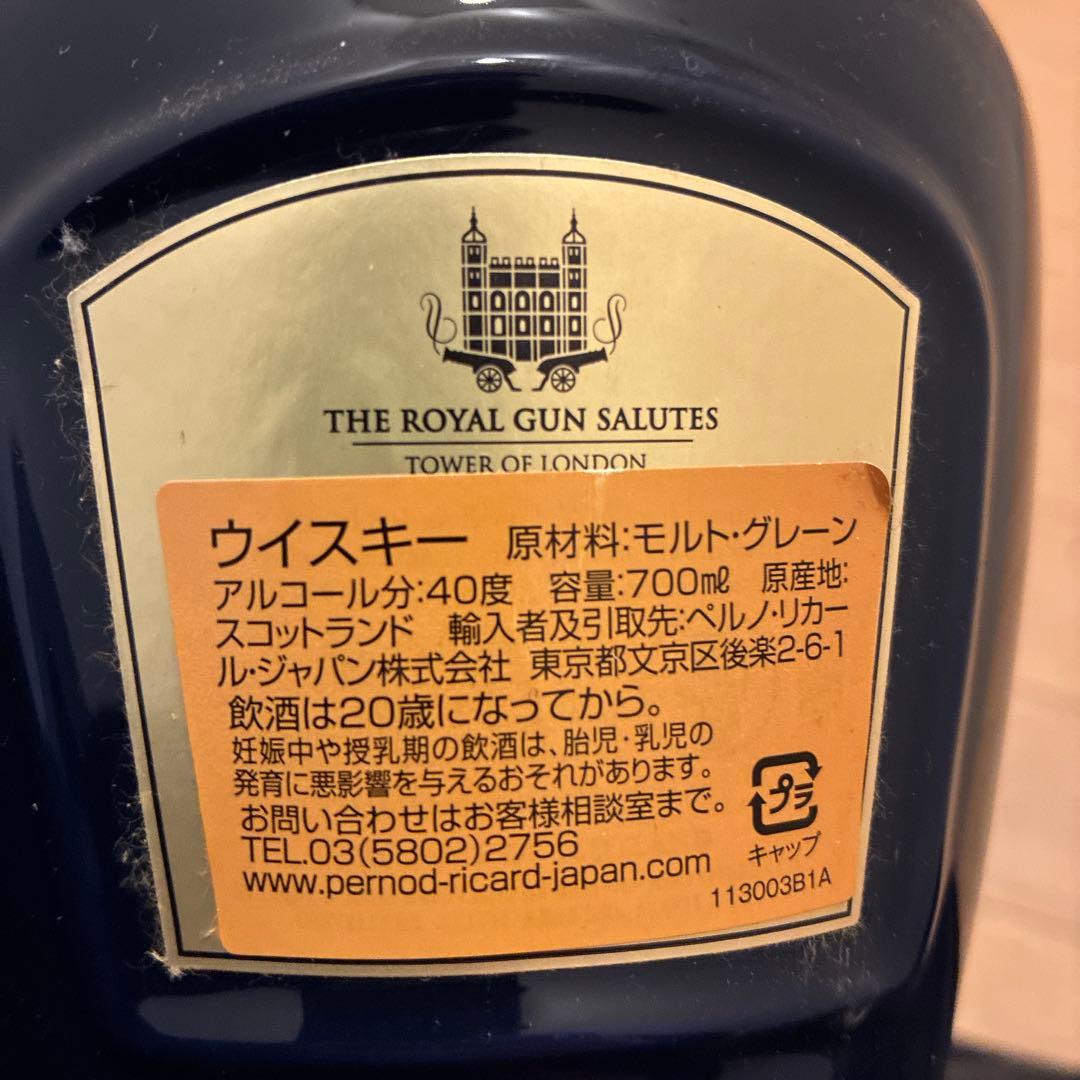 THE ROYAL GUN SALUTES
TOWER OF LONDON
ウイスキー 原材料:モルト・グレーン
アルコール分:40度 容量:700ml 原産地:
スコットランド 輸入者及引取先:ペルノ・リカー
ル・ジャパン株式会社 東京都文京区後楽2-6-1
飲酒は20歳になってから。
妊娠中や授乳期の飲酒は、胎児・乳児の
発育に悪影響を与えるおそれがあります。
お問い合わせはお客様相談室まで。
TEL.03(5802)2756
www.pernod-ricard-japan.com
プラ
キャップ
113003B1A